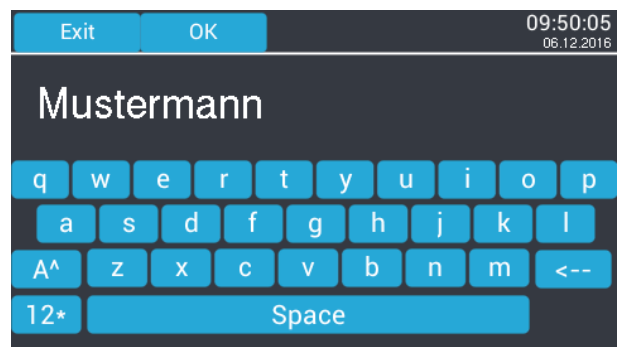 Exit OK 09:50:05
06.12.2016
Mustermann
q w e r t y u i o p
a s d f g h j k l
A^ z x c v b n m <--
12* Space